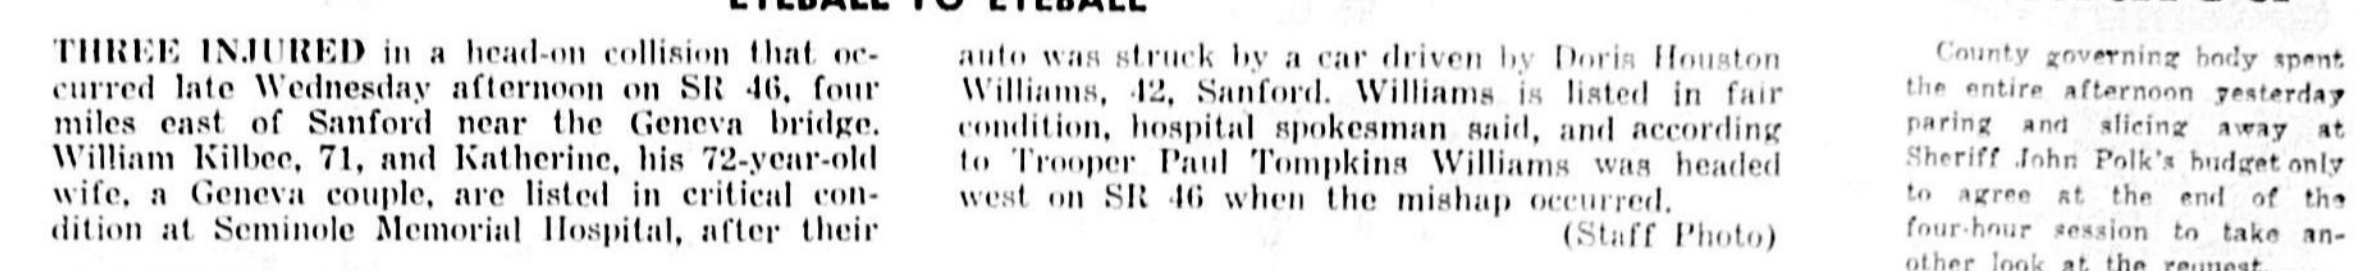 EYEBALL TO EYEBALL
THREE INJURED in a head-on collision that oc-
curred late Wednesday afternoon on SR 46, four
miles east of Sanford near the Geneva bridge.
William Kilbee, 71, and Katherine, his 72-year-old
wife, a Geneva couple, are listed in critical con-
dition at Seminole Memorial Hospital, after their
auto was struck by a car driven by Doris Houston
Williams, 42, Sanford. Williams is listed in fair
condition, hospital spokesman said, and according
to Trooper Paul Tompkins Williams was headed
west on SR 46 when the mishap occurred.
(Staff Photo)
County governing body spent
the entire afternoon yesterday
paring and slicing away at
Sheriff John Polk's budget only
to agree at the end of the
four-hour session to take an-
other look at the request.